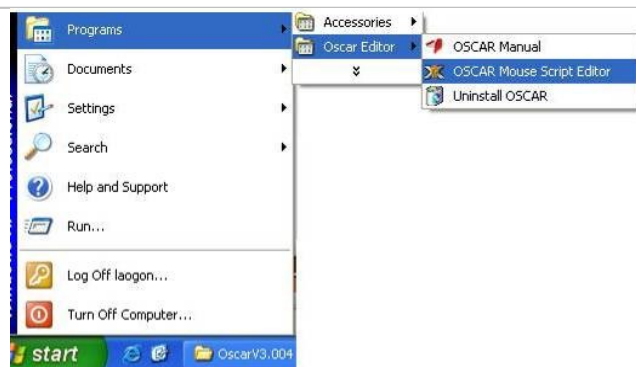 Programs
Documents
Settings
Search
Help and Support
Run...
Log Off laogon...
Turn Off Computer...
start
OscarV3.004
Accessories
Oscar Editor
OSCAR Manual
OSCAR Mouse Script Editor
Uninstall OSCAR